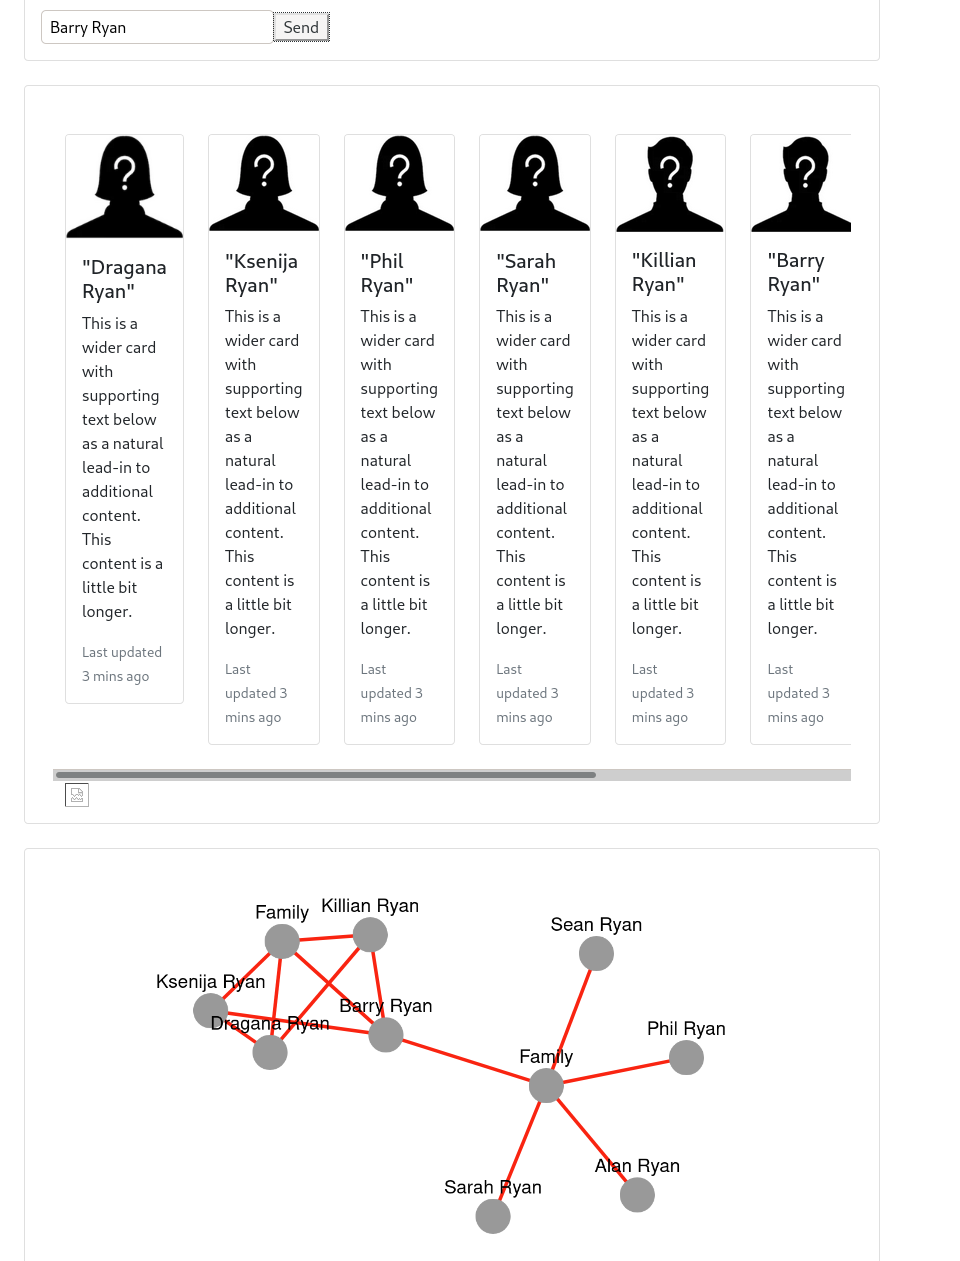 Barry Ryan Send
?
?
?
?
?
?
"Dragana
Ryan"
This is a
wider card
with
supporting
text below
as a natural
lead-in to
additional
content.
This
content is a
little bit
longer.
Last updated
3 mins ago
"Ksenija
Ryan"
This is a
wider card
with
supporting
text below
as a
natural
lead-in to
additional
content.
This
content is
a little bit
longer.
Last
updated 3
mins ago
"Phil
Ryan"
This is a
wider card
with
supporting
text below
as a
natural
lead-in to
additional
content.
This
content is
a little bit
longer.
Last
updated 3
mins ago
"Sarah
Ryan"
This is a
wider card
with
supporting
text below
as a
natural
lead-in to
additional
content.
This
content is
a little bit
longer.
Last
updated 3
mins ago
"Killian
Ryan"
This is a
wider card
with
supporting
text below
as a
natural
lead-in to
additional
content.
This
content is
a little bit
longer.
Last
updated 3
mins ago
"Barry
Ryan"
This is a
wider card
with
supporting
text below
as a
natural
lead-in to
additional
content.
This
content is
a little bit
longer.
Last
updated 3
mins ago
Family
Killian Ryan
Sean Ryan
Ksenija Ryan
Barry Ryan
Dragana Ryan
Phil Ryan
Family
Alan Ryan
Sarah Ryan